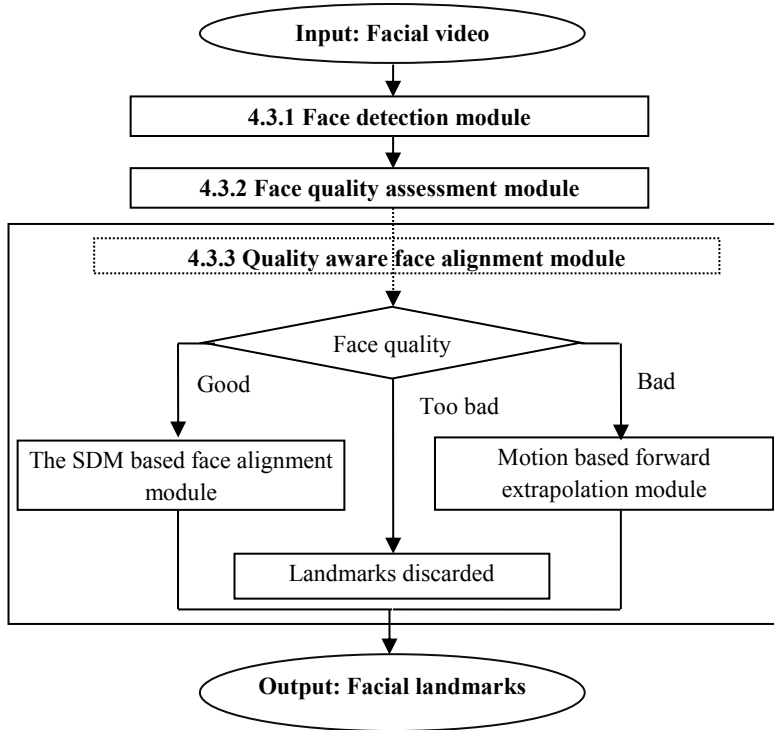 Input: Facial video
4.3.1 Face detection module
4.3.2 Face quality assessment module
4.3.3 Quality aware face alignment module
Face quality
Good
Too bad
Bad
The SDM based face alignment
module
Motion based forward
extrapolation module
Landmarks discarded
Output: Facial landmarks